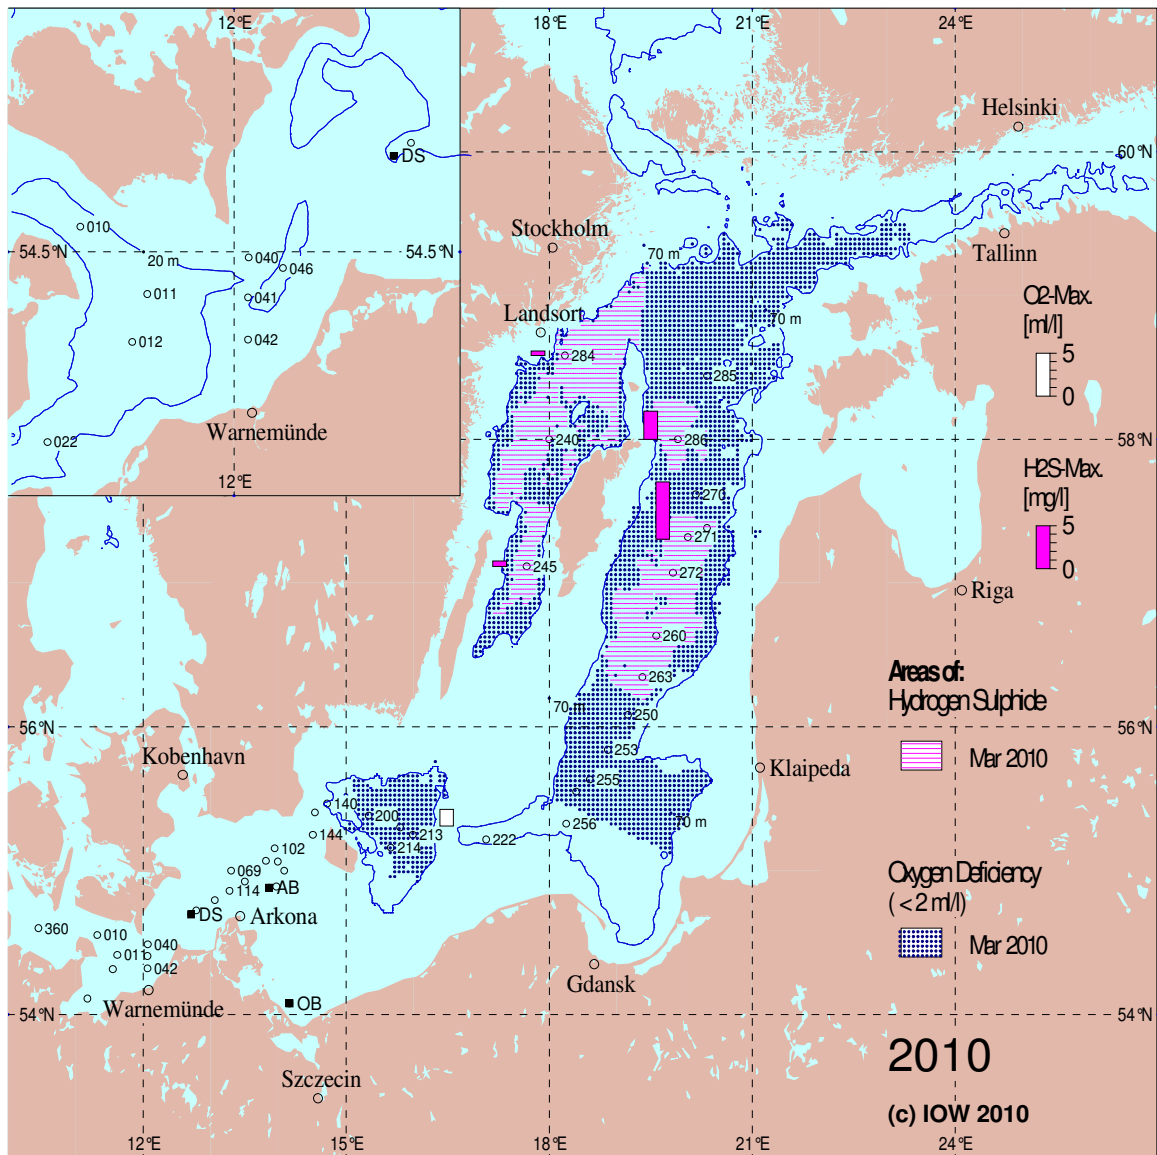 12°E
18°E
21°E
24°E
Helsinki
DS
60°N
010
Stockholm
Tallinn
54.5°N
20 m
040
54.5°N
70 m
046
011
041
O2-Max.
[ml/l]
5
0
Landsort
70 m
012
042
284
285
Warnemünde
022
240
286
58°N
H2S-Max.
[mg/l]
5
0
12°E
270
271
245
272
Riga
260
Areas of:
Hydrogen Sulphide
263
70 m
250
56°N
56°N
Kobenhavn
253
Mar 2010
Klaipeda
255
140
200
256
70 m
144
213
222
214
102
Oxygen Deficiency
( < 2 ml/l)
069
114
AB
DS
Arkona
360
010
040
Mar 2010
011
042
Gdansk
Warnemünde
OB
54°N
54°N
2010
Szczecin
(c) IOW 2010
12°E
15°E
18°E
21°E
24°E